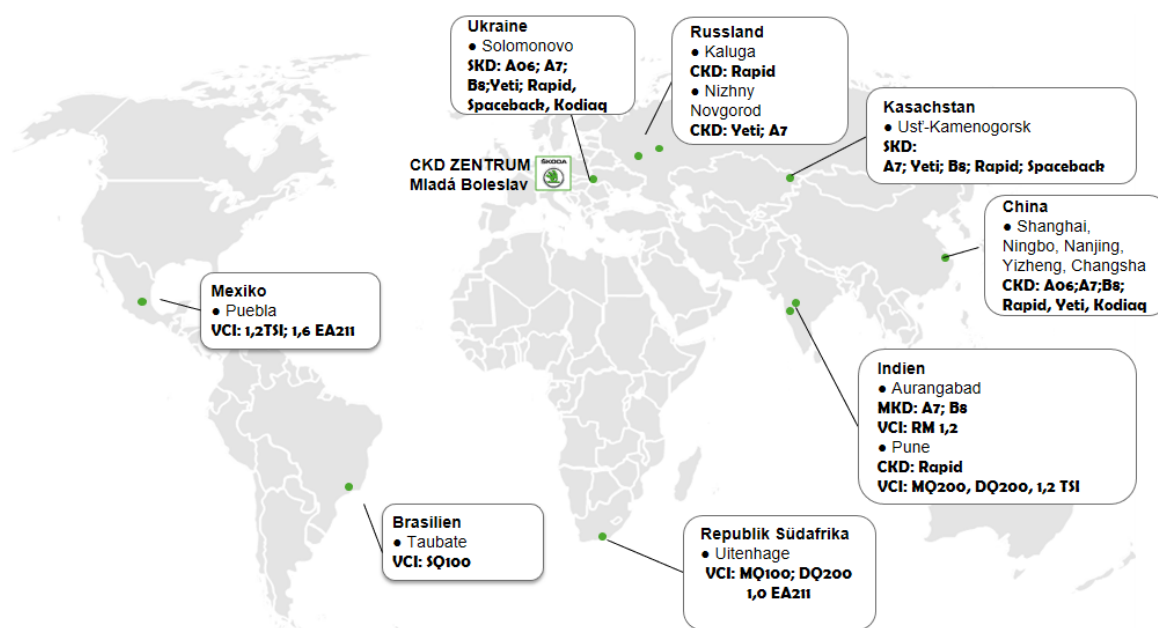 Ukraine
● Solomonovo
SKD: A06; A7;
B8;Yeti; Rapid,
Spaceback, Kodiaq
Russland
● Kaluga
CKD: Rapid
● Nizhny
Novgorod
CKD: Yeti; A7
Kasachstan
● Usť-Kamenogorsk
SKD:
A7; Yeti; B8; Rapid; Spaceback
CKD ZENTRUM
Mladá Boleslav
ŠKODA
China
● Shanghai,
Ningbo, Nanjing,
Yizheng, Changsha
CKD: A06;A7;B8;
Rapid, Yeti, Kodiaq
Mexiko
● Puebla
VCI: 1,2TSI; 1,6 EA211
Indien
● Aurangabad
MKD: A7; B8
VCI: RM 1,2
● Pune
CKD: Rapid
VCI: MQ200, DQ200, 1,2 TSI
Brasilien
● Taubate
VCI: SQ100
Republik Südafrika
● Uitenhage
VCI: MQ100; DQ200
1,0 EA211